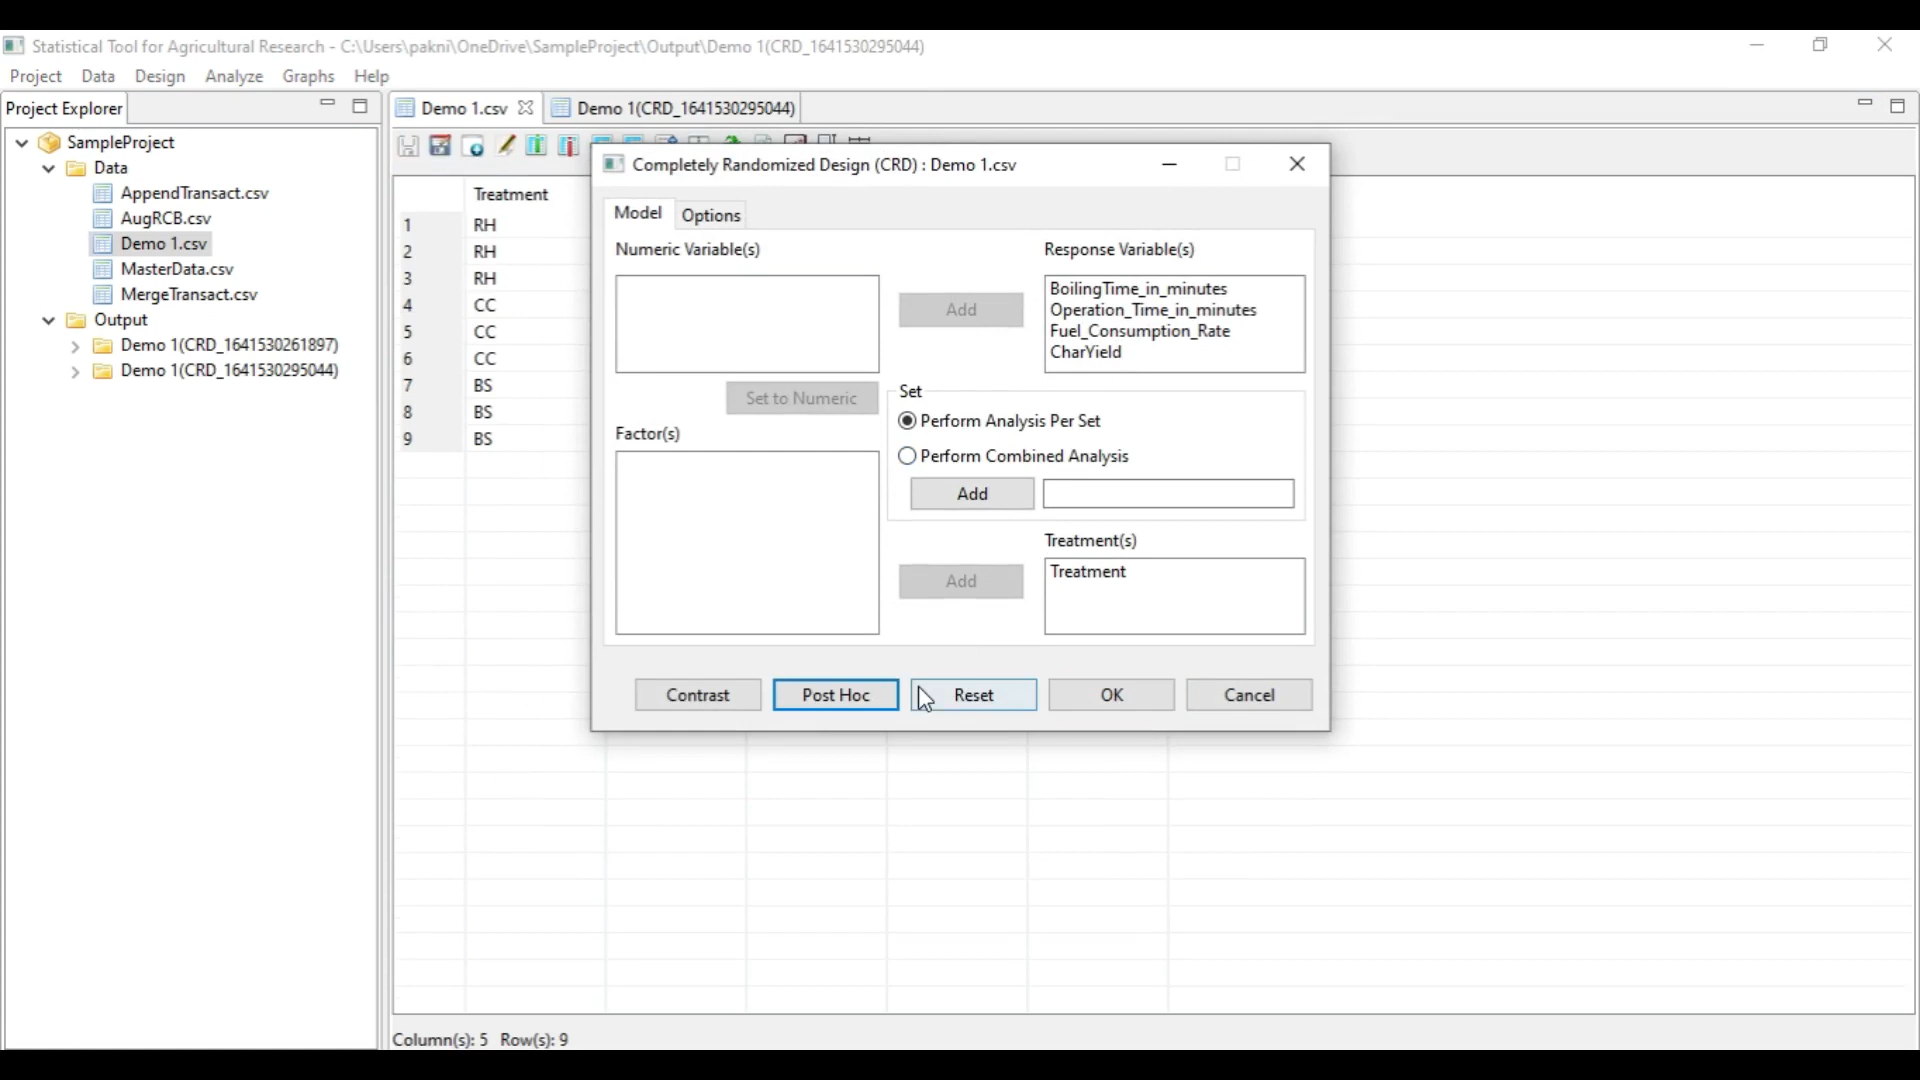 Statistical Tool for Agricultural Research - C:\Users\pakni\OneDrive\SampleProject\Output\Demo 1(CRD_1641530295044)
Project Data Design Analyze Graphs Help
Project Explorer
SampleProject
Data
AppendTransact.csv
AugRCB.csv
Demo 1.csv
MasterData.csv
MergeTransact.csv
Output
Demo 1(CRD_1641530261897)
Demo 1(CRD_1641530295044)
Demo 1.csv Demo 1(CRD_1641530295044)
Treatment
1 RH
2 RH
3 RH
4 CC
5 CC
6 CC
7 BS
8 BS
9 BS
Column(s): 5 Row(s): 9
Completely Randomized Design (CRD) : Demo 1.csv
Model Options
Numeric Variable(s)
Set to Numeric
Factor(s)
Add
Response Variable(s)
BoilingTime_in_minutes
Operation_Time_in_minutes
Fuel_Consumption_Rate
CharYield
Set
Perform Analysis Per Set
Perform Combined Analysis
Add
Treatment(s)
Add
Treatment
Contrast Post Hoc Reset OK Cancel